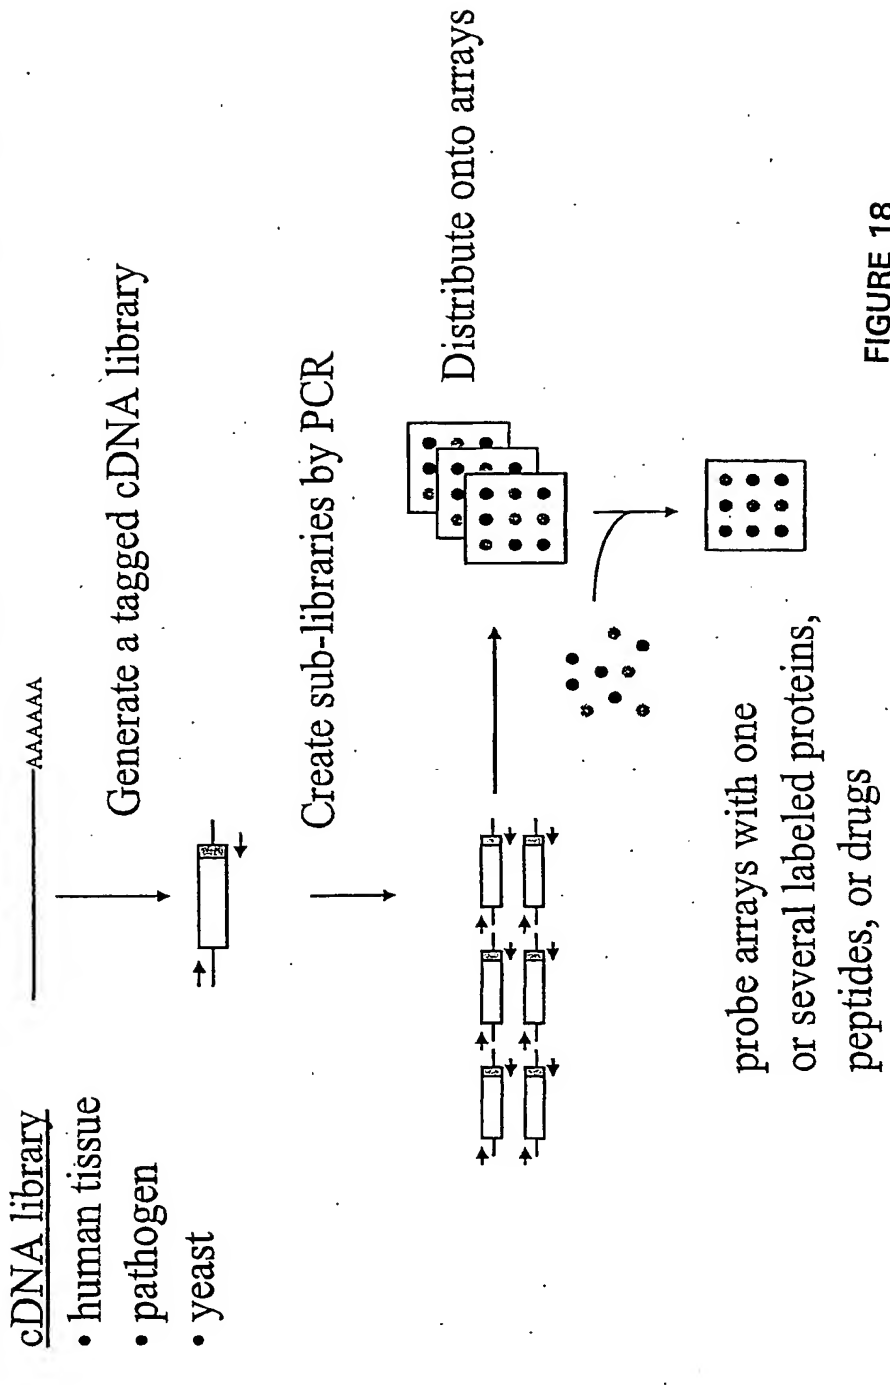 cDNA library
• human tissue
• pathogen
• yeast
AAAAAAA
Generate a tagged cDNA library
Create sub-libraries by PCR
Distribute onto arrays
probe arrays with one
or several labeled proteins,
peptides, or drugs
FIGURE 18